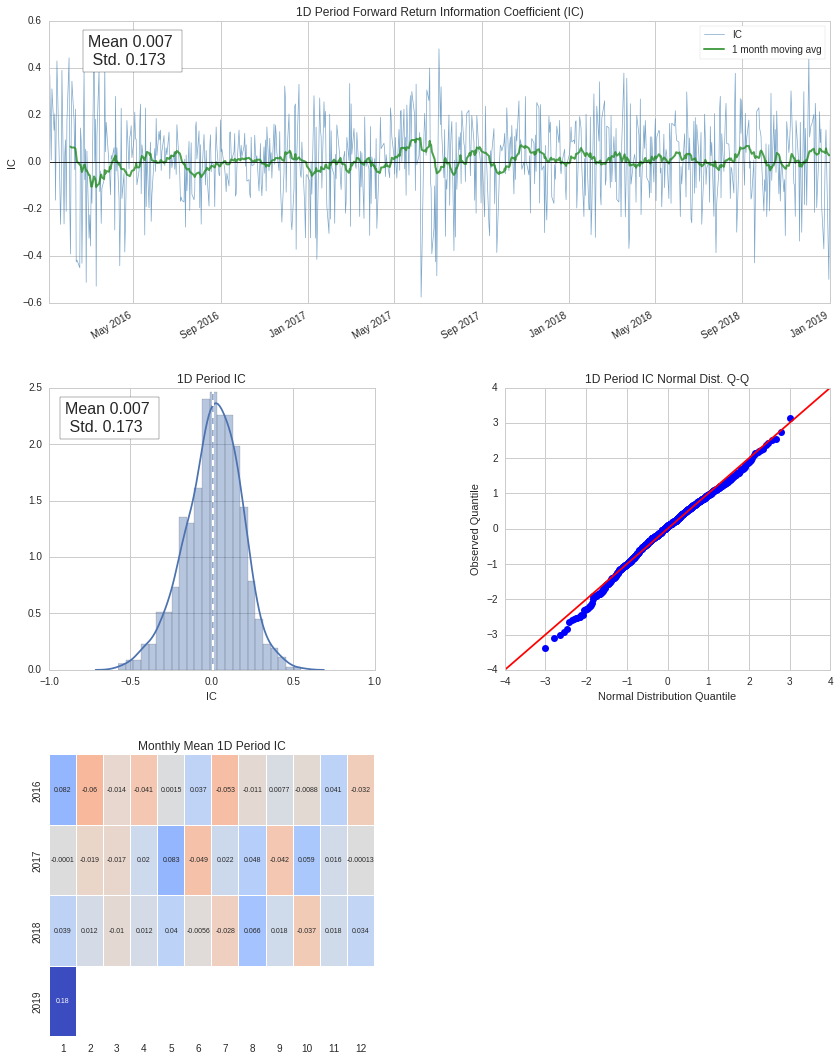 1D Period Forward Return Information Coefficient (IC)
0.6
0.4
0.2
0.0
−0.2
−0.4
−0.6
IC
Mean 0.007
Std. 0.173
IC
1 month moving avg
May 2016
Sep 2016
Jan 2017
May 2017
Sep 2017
Jan 2018
May 2018
Sep 2018
Jan 2019
1D Period IC
2.5
2.0
1.5
1.0
0.5
0.0
Mean 0.007
Std. 0.173
−1.0 −0.5 0.0 0.5 1.0
IC
1D Period IC Normal Dist. Q-Q
4
3
2
1
0
−1
−2
−3
−4
Observed Quantile
−4 −3 −2 −1 0 1 2 3 4
Normal Distribution Quantile
Monthly Mean 1D Period IC
2016 0.082 -0.06 -0.014 -0.041 0.0015 0.037 -0.053 -0.011 0.0077 -0.0088 0.041 -0.032
2017 -0.0001 -0.019 -0.017 0.02 0.083 -0.049 0.022 0.048 -0.042 0.059 0.016 -0.00013
2018 0.039 0.012 -0.01 0.012 0.04 -0.0056 -0.028 0.066 0.018 -0.037 0.018 0.034
2019 0.18
1 2 3 4 5 6 7 8 9 10 11 12